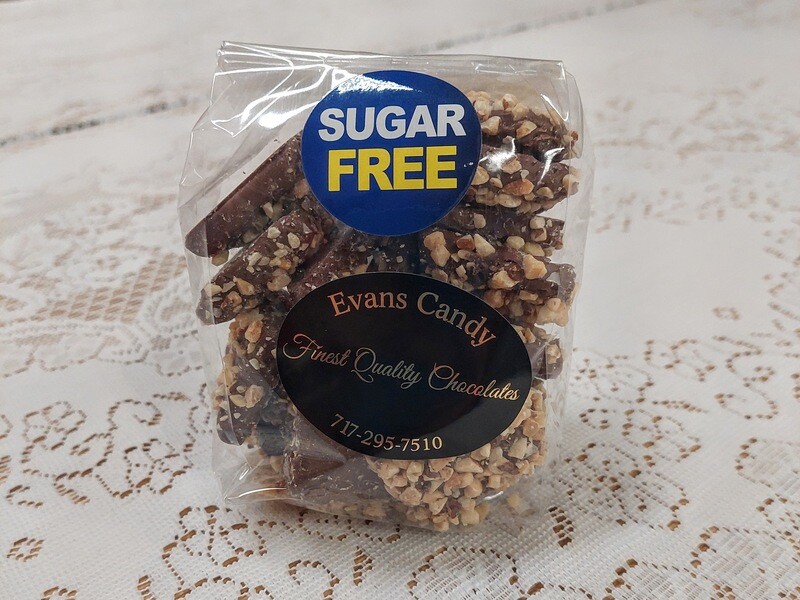 SUGAR
FREE
Evans Candy
Finest Quality Chocolates
717-295-7510